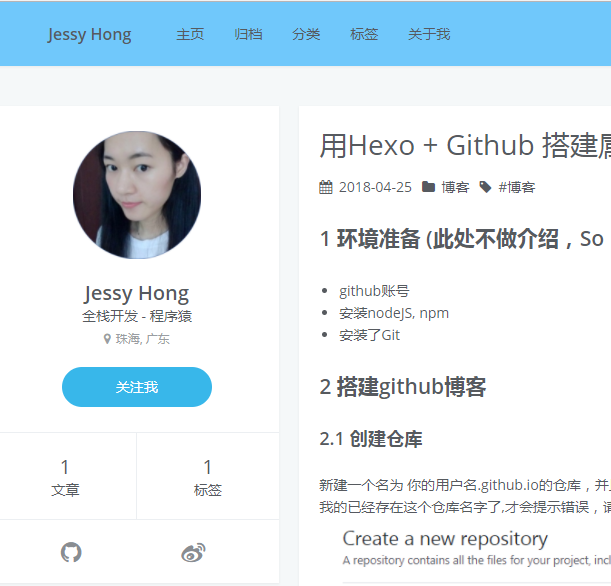 Jessy Hong 主页 归档 分类 标签 关于我
Jessy Hong
全栈开发 - 程序猿
珠海, 广东
关注我
1 1
文章 标签
用Hexo + Github 搭建
2018-04-25 博客 #博客
1 环境准备 (此处不做介绍，So
github账号
安装nodeJS, npm
安装了Git
2 搭建github博客
2.1 创建仓库
新建一个名为 你的用户名.github.io的仓库，并
我的已经存在这个仓库名字了,才会提示错误，请
Create a new repository
A repository contains all the files for your project,